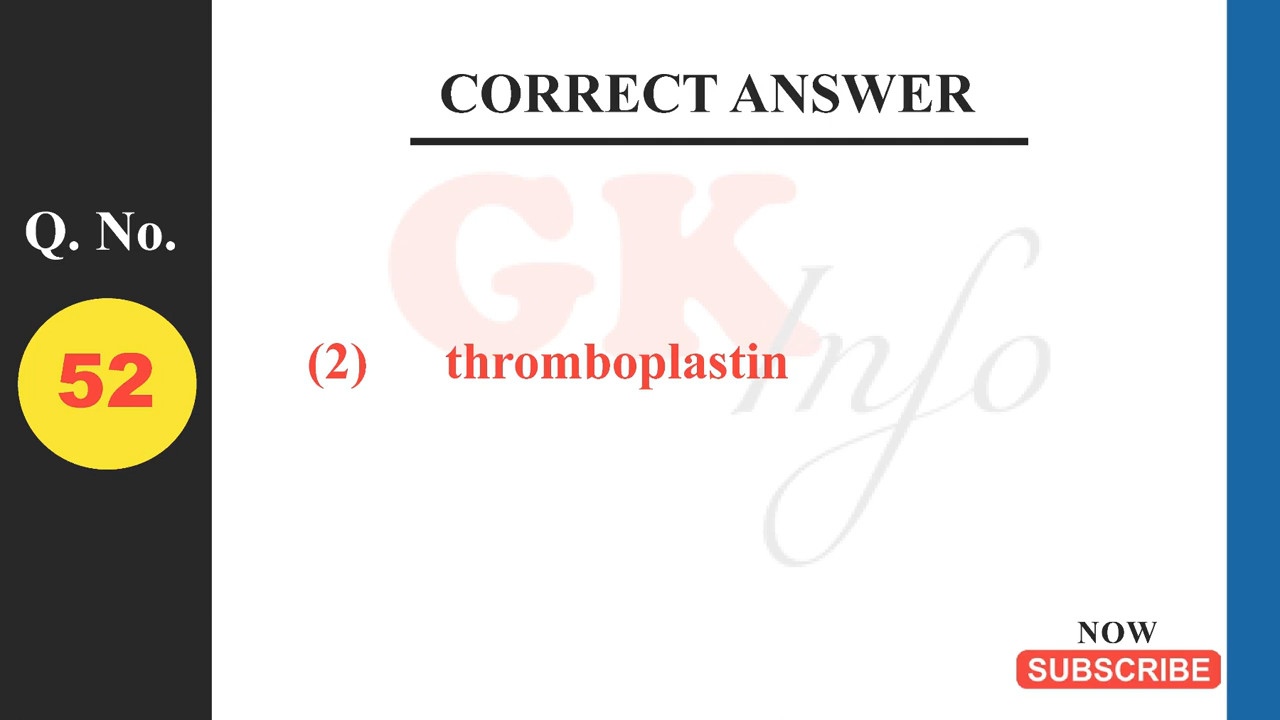 CORRECT ANSWER
Q. No.
52
GK Info
(2) thromboplastin
NOW
SUBSCRIBE